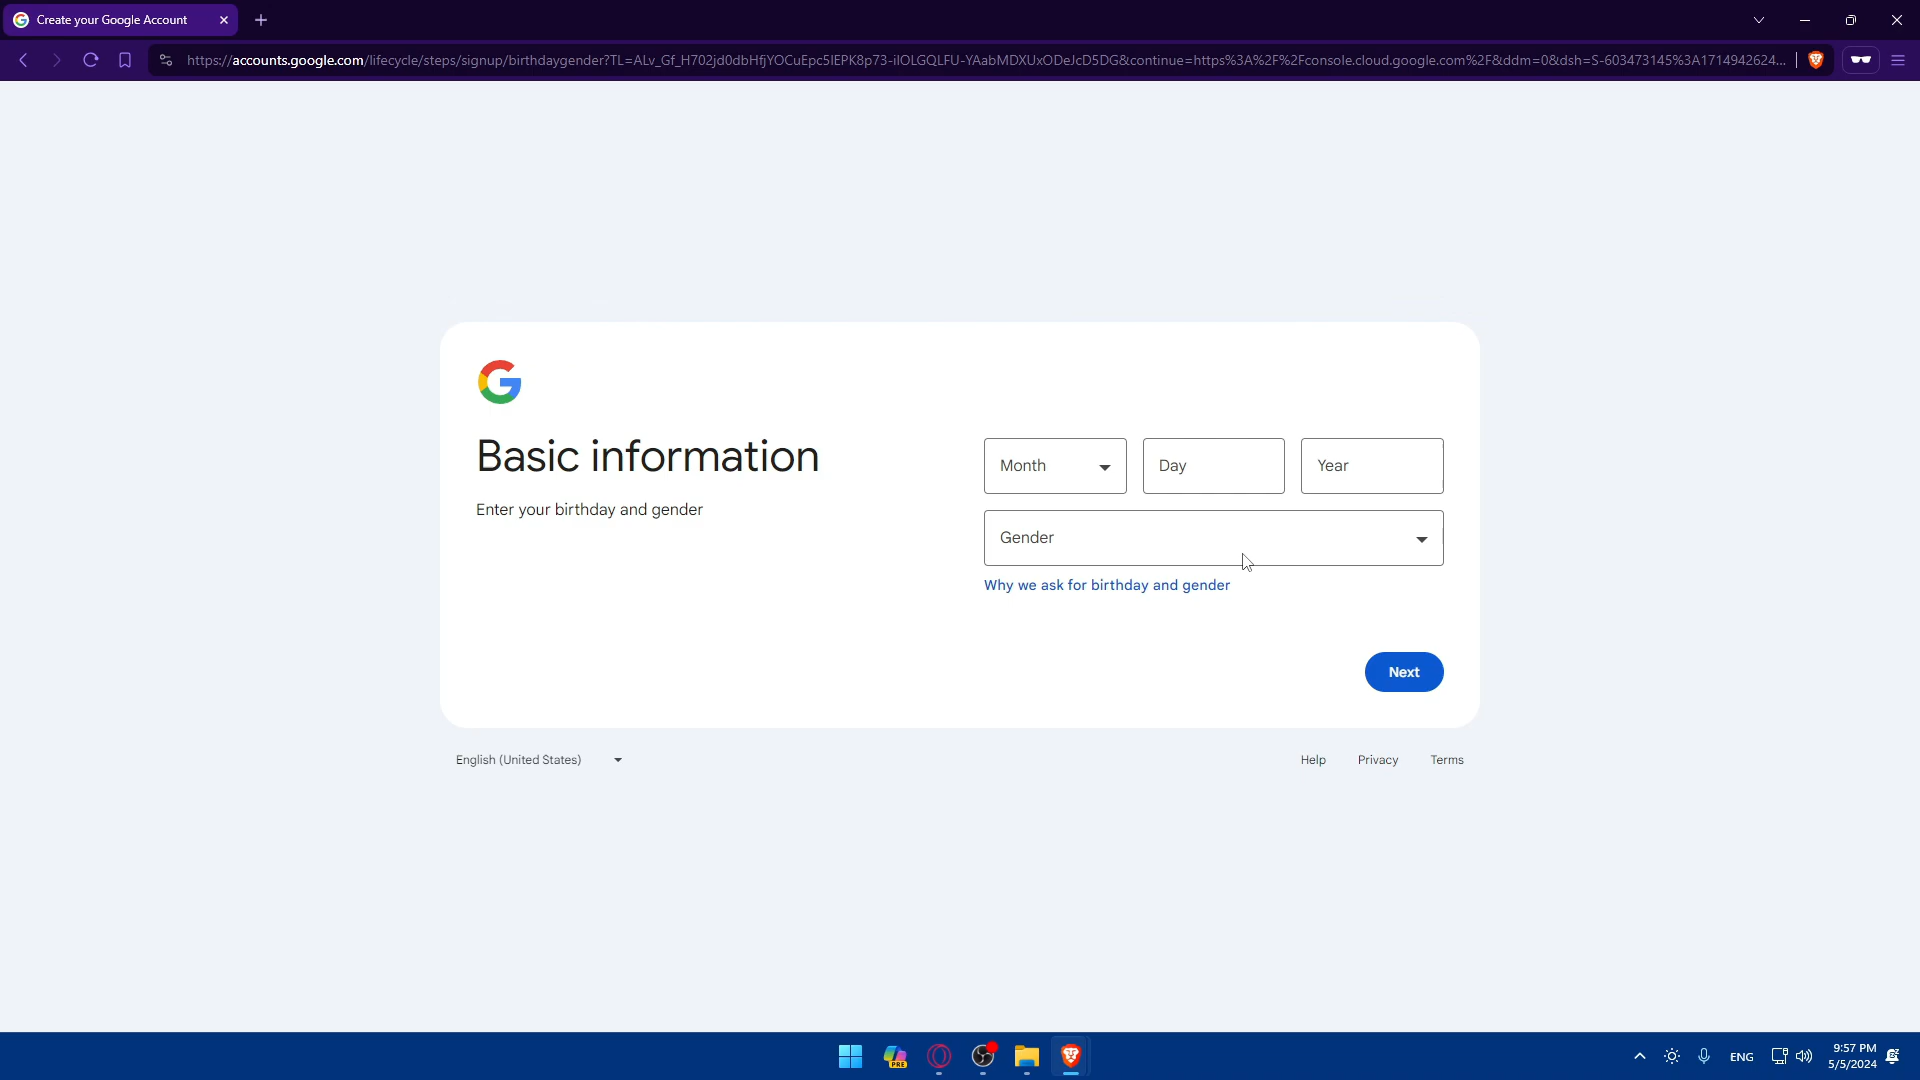 Create your Google Account
https://accounts.google.com/lifecycle/steps/signup/birthdaygender?TL=ALv_Gf_H702jd0dbHfjYOCuEpc5IEPK8p73-iIOLGQLFU-YAabMDXUxODeJcD5DG&continue=https%3A%2F%2Fconsole.cloud.google.com%2F&ddm=0&dsh=S-603473145%3A1714942624...
Basic information
Enter your birthday and gender
Month
Day
Year
Gender
Why we ask for birthday and gender
Next
English (United States)
Help
Privacy
Terms
PRE
ENG
9:57 PM
5/5/2024